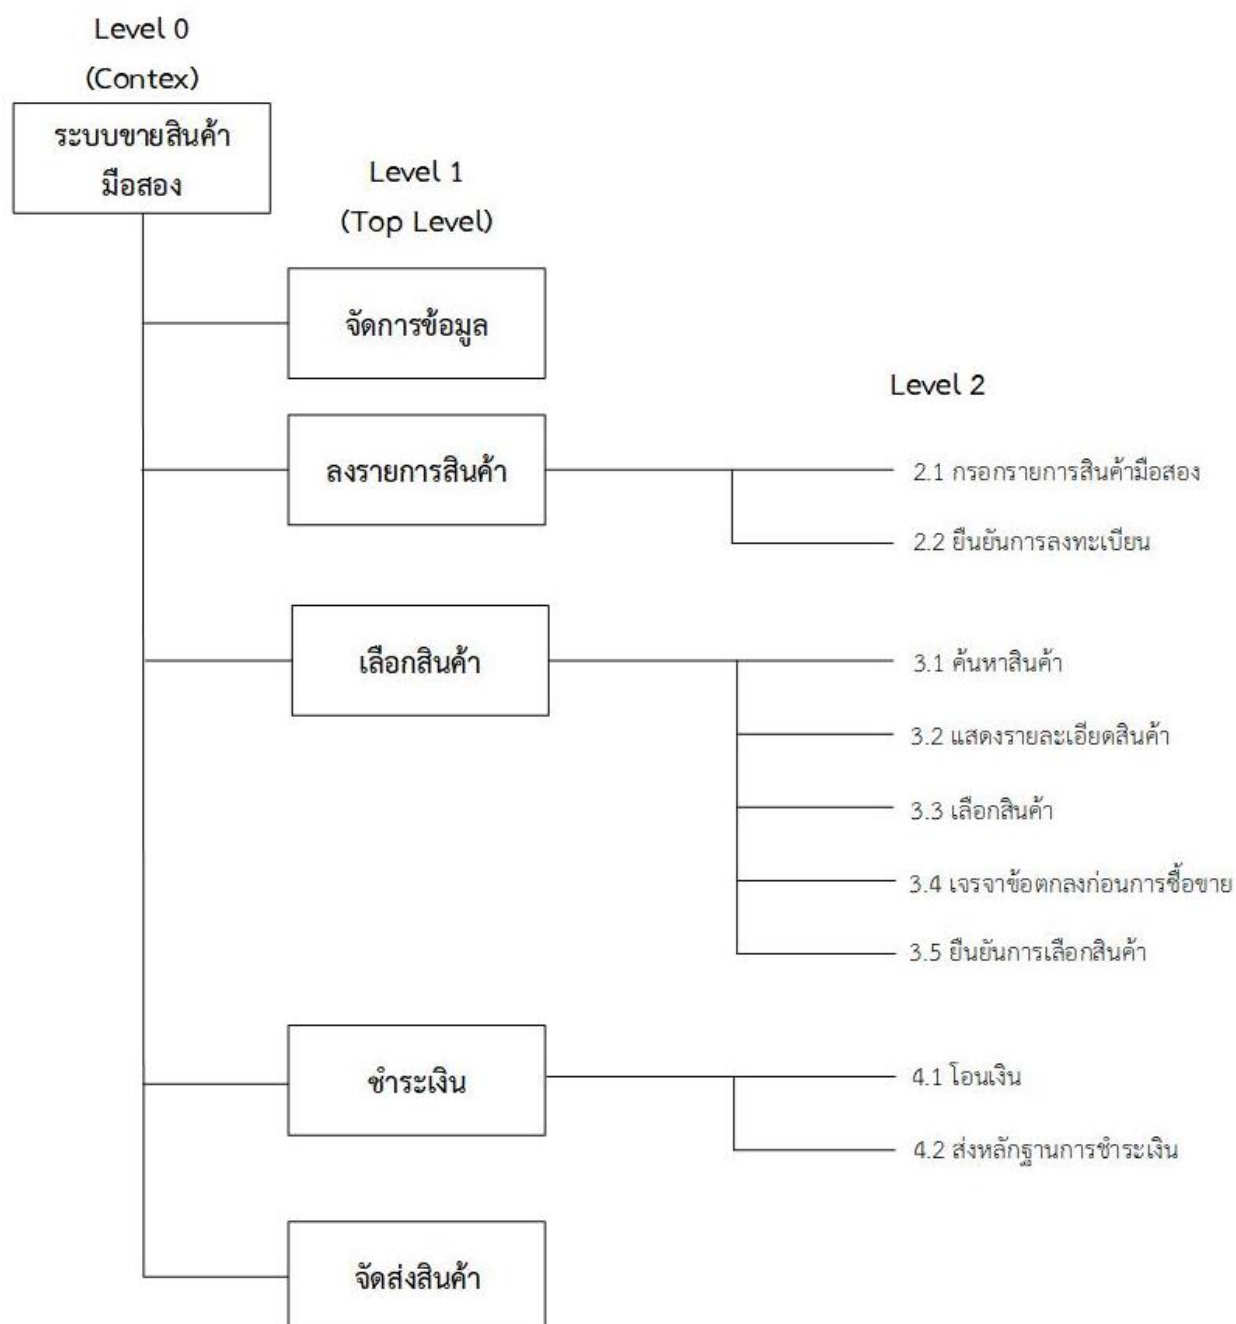 Level 0
(Contex)
ระบบขายสินค้า
มือสอง
Level 1
(Top Level)
จัดการข้อมูล
Level 2
ลงรายการสินค้า
2.1 กรอกรายการสินค้ามือสอง
2.2 ยืนยันการลงทะเบียน
เลือกสินค้า
3.1 ค้นหาสินค้า
3.2 แสดงรายละเอียดสินค้า
3.3 เลือกสินค้า
3.4 เจรจาข้อตกลงก่อนการซื้อขาย
3.5 ยืนยันการเลือกสินค้า
ชำระเงิน
4.1 โอนเงิน
4.2 ส่งหลักฐานการชำระเงิน
จัดส่งสินค้า